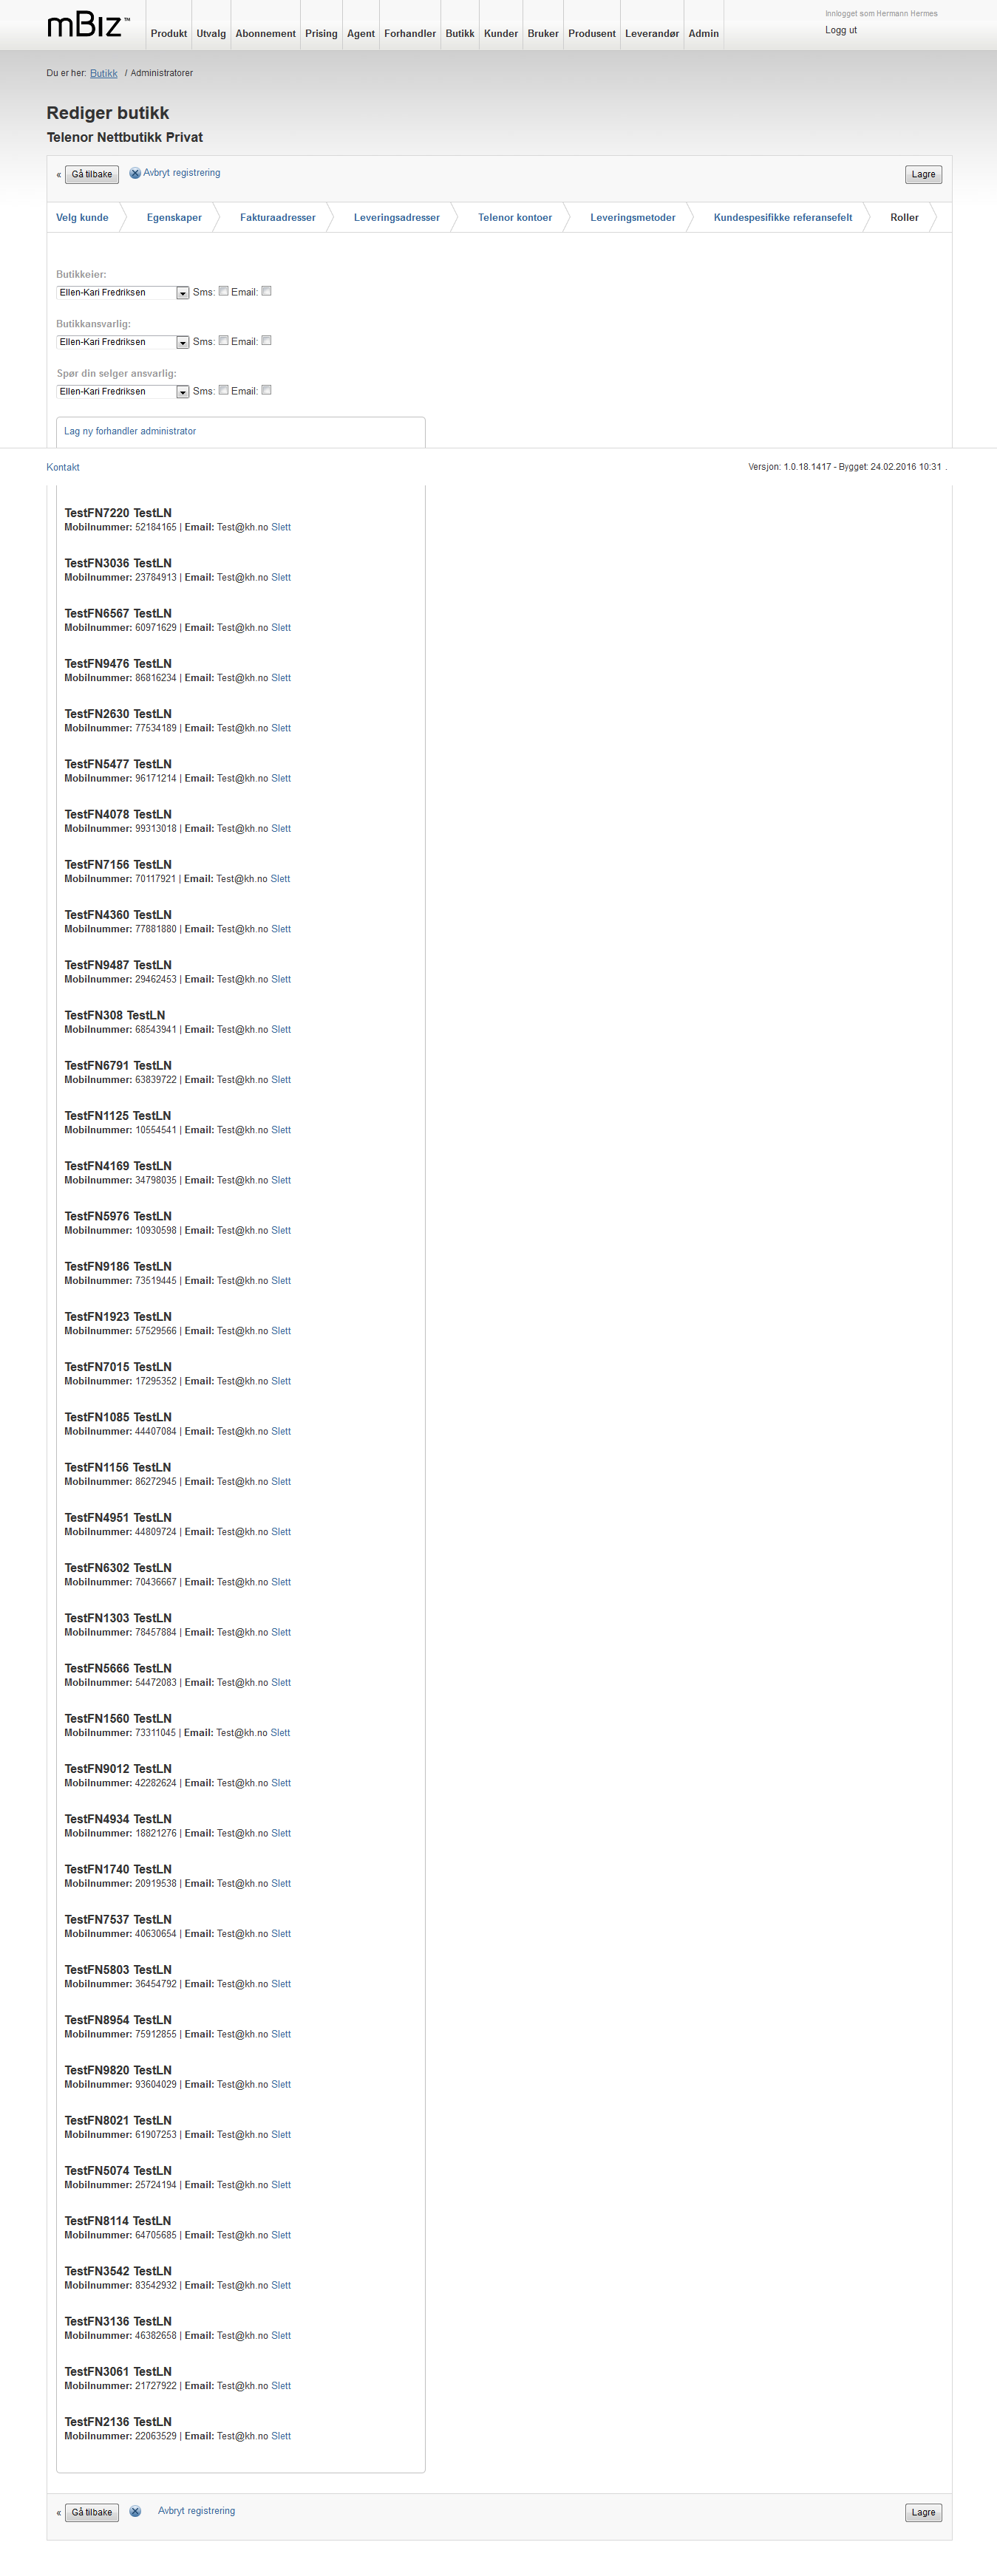 mBiz™
Produkt Utvalg Abonnement Prising Agent Forhandler Butikk Kunder Bruker Produsent Leverandør Admin
Innlogget som Hermann Hermes
Logg ut
Du er her: Butikk / Administratorer
Rediger butikk
Telenor Nettbutikk Privat
« Gå tilbake Avbryt registrering Lagre
Velg kunde Egenskaper Fakturaadresser Leveringsadresser Telenor kontoer Leveringsmetoder Kundespesifikke referansefelt Roller
Butikkeier:
Ellen-Kari Fredriksen Sms: Email:
Butikkansvarlig:
Ellen-Kari Fredriksen Sms: Email:
Spør din selger ansvarlig:
Ellen-Kari Fredriksen Sms: Email:
Lag ny forhandler administrator
Kontakt Versjon: 1.0.18.1417 - Bygget: 24.02.2016 10:31 .
TestFN7220 TestLN
Mobilnummer: 52184165 | Email: Test@kh.no Slett
TestFN3036 TestLN
Mobilnummer: 23784913 | Email: Test@kh.no Slett
TestFN6567 TestLN
Mobilnummer: 60971629 | Email: Test@kh.no Slett
TestFN9476 TestLN
Mobilnummer: 86816234 | Email: Test@kh.no Slett
TestFN2630 TestLN
Mobilnummer: 77534189 | Email: Test@kh.no Slett
TestFN5477 TestLN
Mobilnummer: 96171214 | Email: Test@kh.no Slett
TestFN4078 TestLN
Mobilnummer: 99313018 | Email: Test@kh.no Slett
TestFN7156 TestLN
Mobilnummer: 70117921 | Email: Test@kh.no Slett
TestFN4360 TestLN
Mobilnummer: 77881880 | Email: Test@kh.no Slett
TestFN9487 TestLN
Mobilnummer: 29462453 | Email: Test@kh.no Slett
TestFN308 TestLN
Mobilnummer: 68543941 | Email: Test@kh.no Slett
TestFN6791 TestLN
Mobilnummer: 63839722 | Email: Test@kh.no Slett
TestFN1125 TestLN
Mobilnummer: 10554541 | Email: Test@kh.no Slett
TestFN4169 TestLN
Mobilnummer: 34798035 | Email: Test@kh.no Slett
TestFN5976 TestLN
Mobilnummer: 10930598 | Email: Test@kh.no Slett
TestFN9186 TestLN
Mobilnummer: 73519445 | Email: Test@kh.no Slett
TestFN1923 TestLN
Mobilnummer: 57529566 | Email: Test@kh.no Slett
TestFN7015 TestLN
Mobilnummer: 17295352 | Email: Test@kh.no Slett
TestFN1085 TestLN
Mobilnummer: 44407084 | Email: Test@kh.no Slett
TestFN1156 TestLN
Mobilnummer: 86272945 | Email: Test@kh.no Slett
TestFN4951 TestLN
Mobilnummer: 44809724 | Email: Test@kh.no Slett
TestFN6302 TestLN
Mobilnummer: 70436667 | Email: Test@kh.no Slett
TestFN1303 TestLN
Mobilnummer: 78457884 | Email: Test@kh.no Slett
TestFN5666 TestLN
Mobilnummer: 54472083 | Email: Test@kh.no Slett
TestFN1560 TestLN
Mobilnummer: 73311045 | Email: Test@kh.no Slett
TestFN9012 TestLN
Mobilnummer: 42282624 | Email: Test@kh.no Slett
TestFN4934 TestLN
Mobilnummer: 18821276 | Email: Test@kh.no Slett
TestFN1740 TestLN
Mobilnummer: 20919538 | Email: Test@kh.no Slett
TestFN7537 TestLN
Mobilnummer: 40630654 | Email: Test@kh.no Slett
TestFN5803 TestLN
Mobilnummer: 36454792 | Email: Test@kh.no Slett
TestFN8954 TestLN
Mobilnummer: 75912855 | Email: Test@kh.no Slett
TestFN9820 TestLN
Mobilnummer: 93604029 | Email: Test@kh.no Slett
TestFN8021 TestLN
Mobilnummer: 61907253 | Email: Test@kh.no Slett
TestFN5074 TestLN
Mobilnummer: 25724194 | Email: Test@kh.no Slett
TestFN8114 TestLN
Mobilnummer: 64705685 | Email: Test@kh.no Slett
TestFN3542 TestLN
Mobilnummer: 83542932 | Email: Test@kh.no Slett
TestFN3136 TestLN
Mobilnummer: 46382658 | Email: Test@kh.no Slett
TestFN3061 TestLN
Mobilnummer: 21727922 | Email: Test@kh.no Slett
TestFN2136 TestLN
Mobilnummer: 22063529 | Email: Test@kh.no Slett
« Gå tilbake Avbryt registrering Lagre